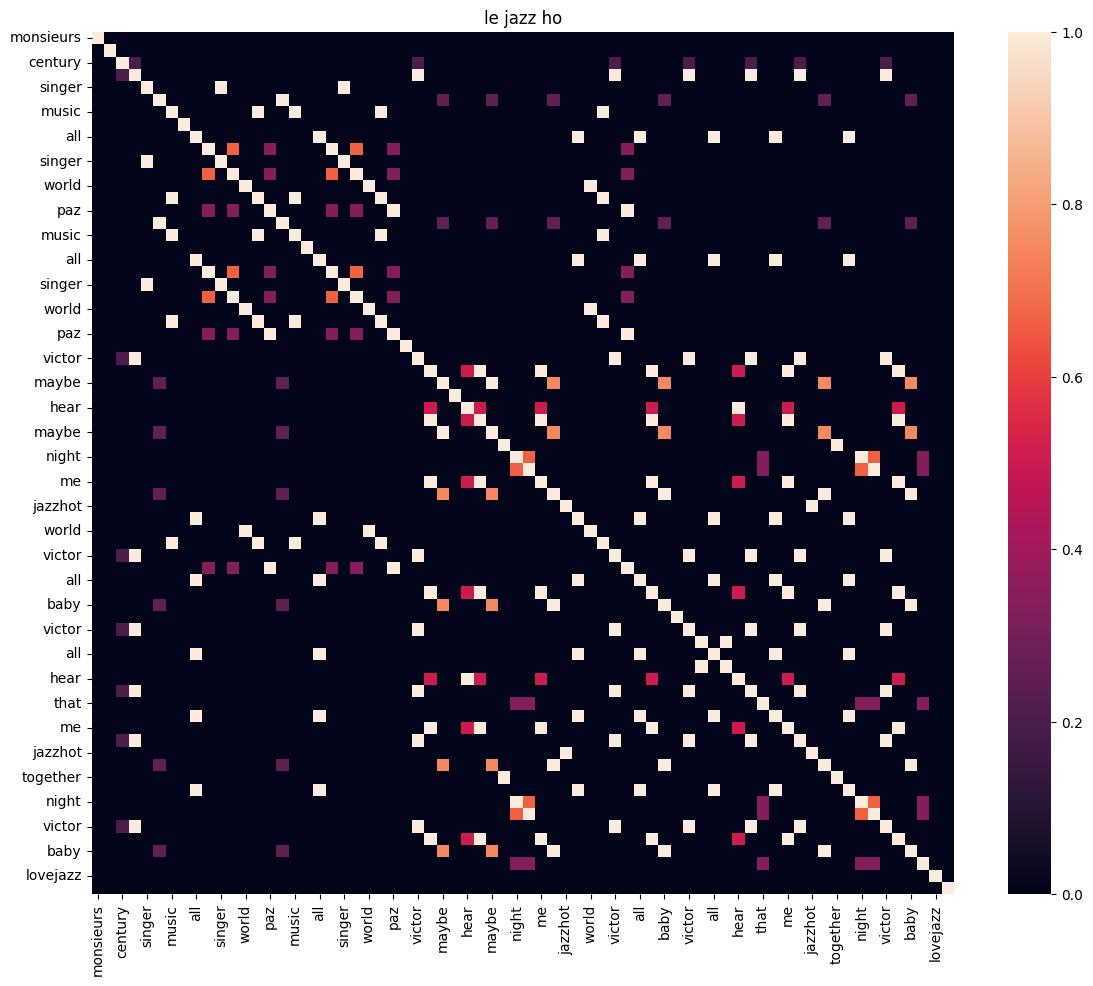 le jazz ho
monsieurs
century
singer
music
all
singer
world
paz
music
all
singer
world
paz
victor
maybe
hear
maybe
night
me
jazzhot
world
victor
all
baby
victor
all
hear
that
me
jazzhot
together
night
victor
baby
lovejazz
monsieurs
century
singer
music
all
singer
world
paz
music
all
singer
world
paz
victor
maybe
hear
maybe
night
me
jazzhot
world
victor
all
baby
victor
all
hear
that
me
jazzhot
together
night
victor
baby
lovejazz
1.0
0.8
0.6
0.4
0.2
0.0